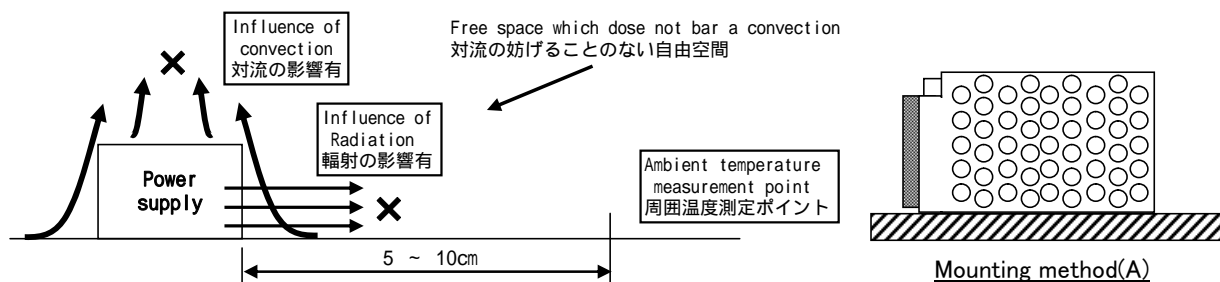 Influence of
convection
対流の影響有
Free space which dose not bar a convection
対流の妨げることのない自由空間
Influence of
Radiation
輻射の影響有
Power
supply
Ambient temperature
measurement point
周囲温度測定ポイント
5 ~ 10cm
Mounting method(A)